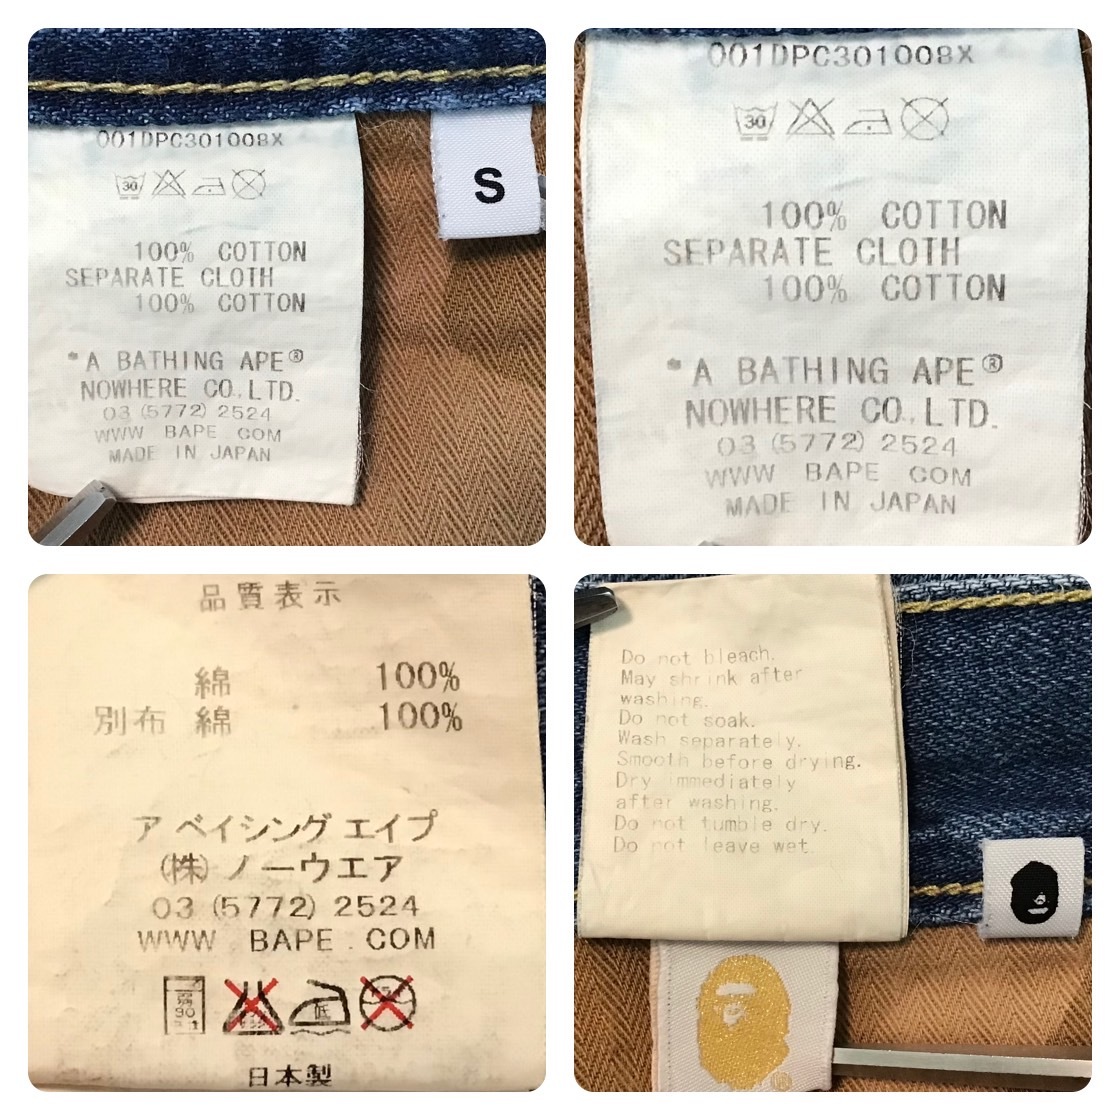 001DPC301008X
30
100% COTTON
SEPARATE CLOTH
100% COTTON
*A BATHING APE®
NOWHERE CO.,LTD.
03 (5772) 2524
WWW BAPE COM
MADE IN JAPAN
S
001DPC301008X
30
100% COTTON
SEPARATE CLOTH
100% COTTON
*A BATHING APE®
NOWHERE CO.,LTD.
03 (5772) 2524
WWW BAPE COM
MADE IN JAPAN
品質表示
綿 100%
別布 綿 100%
ア ベイシング エイプ
(株) ノーウエア
03 (5772) 2524
WWW . BAPE . COM
低
日本製
Do not bleach.
May shrink after
washing.
Do not soak.
Wash separately.
Smooth before drying.
Dry immediately
after washing.
Do not tumble dry.
Do not leave wet.
®